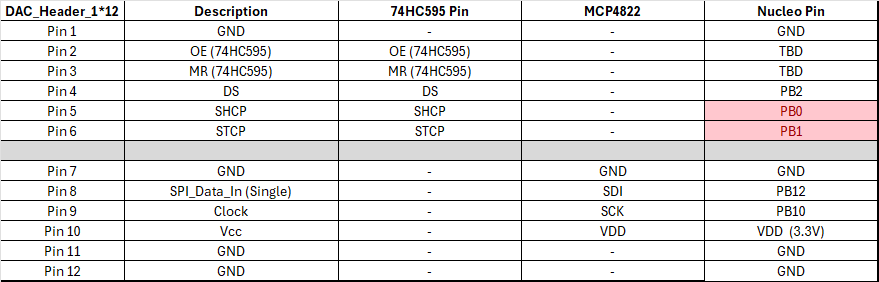 DAC_Header_1*12 Description 74HC595 Pin MCP4822 Nucleo Pin
Pin 1 GND - - GND
Pin 2 OE (74HC595) OE (74HC595) - TBD
Pin 3 MR (74HC595) MR (74HC595) - TBD
Pin 4 DS DS - PB2
Pin 5 SHCP SHCP - PB0
Pin 6 STCP STCP - PB1
Pin 7 GND - GND GND
Pin 8 SPI_Data_In (Single) - SDI PB12
Pin 9 Clock - SCK PB10
Pin 10 Vcc - VDD VDD (3.3V)
Pin 11 GND - - GND
Pin 12 GND - - GND